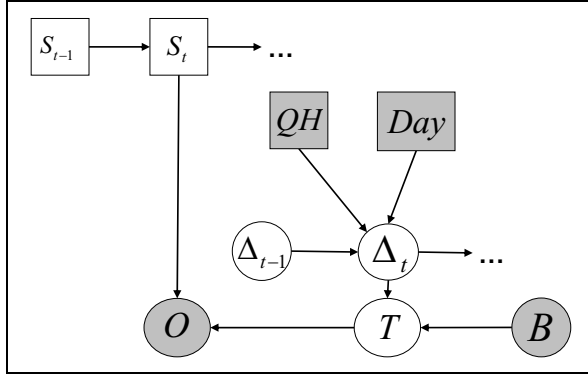 S_{t-1} S_t ...
QH Day
Δ_{t-1} Δ_t ...
O T B